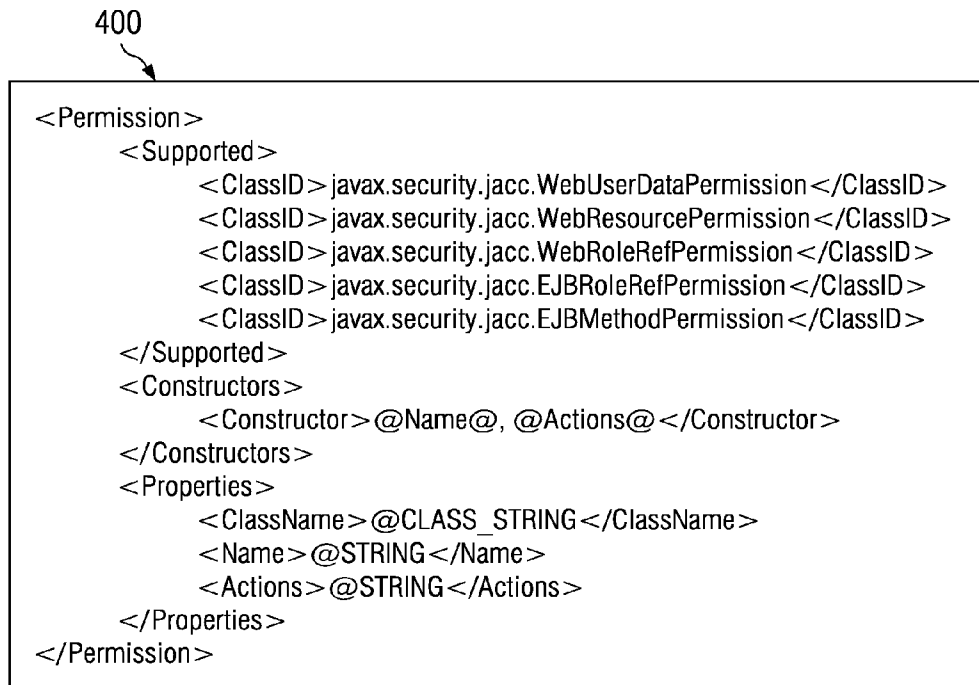 400
<Permission>
<Supported>
<ClassID>javax.security.jacc.WebUserDataPermission</ClassID>
<ClassID>javax.security.jacc.WebResourcePermission</ClassID>
<ClassID>javax.security.jacc.WebRoleRefPermission</ClassID>
<ClassID>javax.security.jacc.EJBRoleRefPermission</ClassID>
<ClassID>javax.security.jacc.EJBMethodPermission</ClassID>
</Supported>
<Constructors>
<Constructor>@Name@, @Actions@</Constructor>
</Constructors>
<Properties>
<ClassName>@CLASS_STRING</ClassName>
<Name>@STRING</Name>
<Actions>@STRING</Actions>
</Properties>
</Permission>